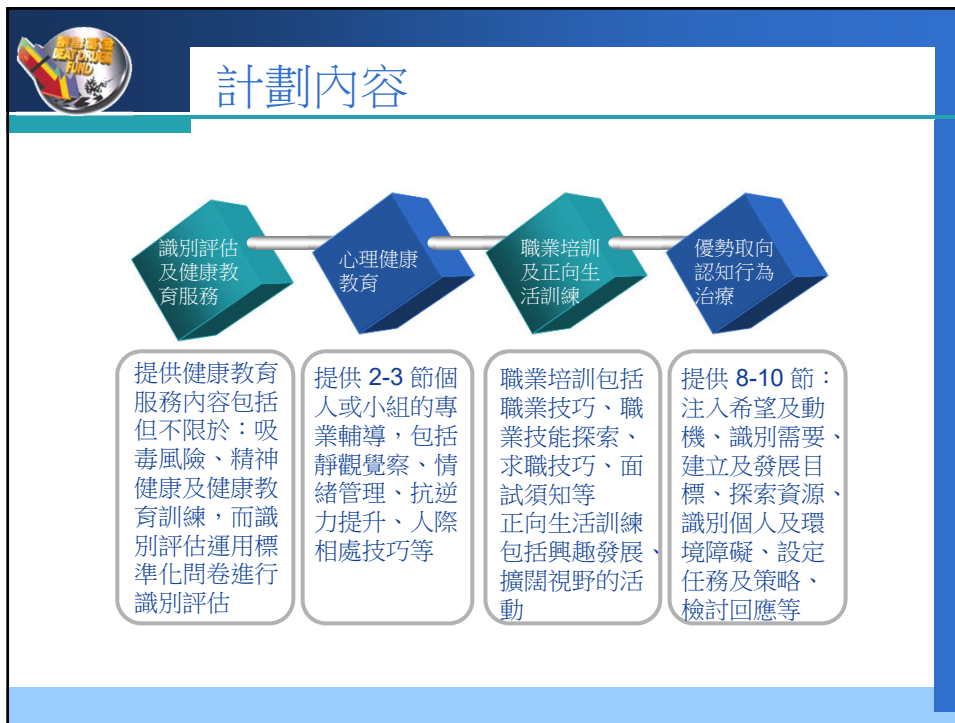 禁毒基金
BEAT DRUGS
FUND
計劃內容
識別評估
及健康教
育服務
心理健康
教育
職業培訓
及正向生
活訓練
優勢取向
認知行為
治療
提供健康教育
服務內容包括
但不限於：吸
毒風險、精神
健康及健康教
育訓練，而識
別評估運用標
準化問卷進行
識別評估
提供 2-3 節個
人或小組的專
業輔導，包括
靜觀覺察、情
緒管理、抗逆
力提升、人際
相處技巧等
職業培訓包括
職業技巧、職
業技能探索、
求職技巧、面
試須知等
正向生活訓練
包括興趣發展、
擴闊視野的活
動
提供 8-10 節：
注入希望及動
機、識別需要、
建立及發展目
標、探索資源、
識別個人及環
境障礙、設定
任務及策略、
檢討回應等